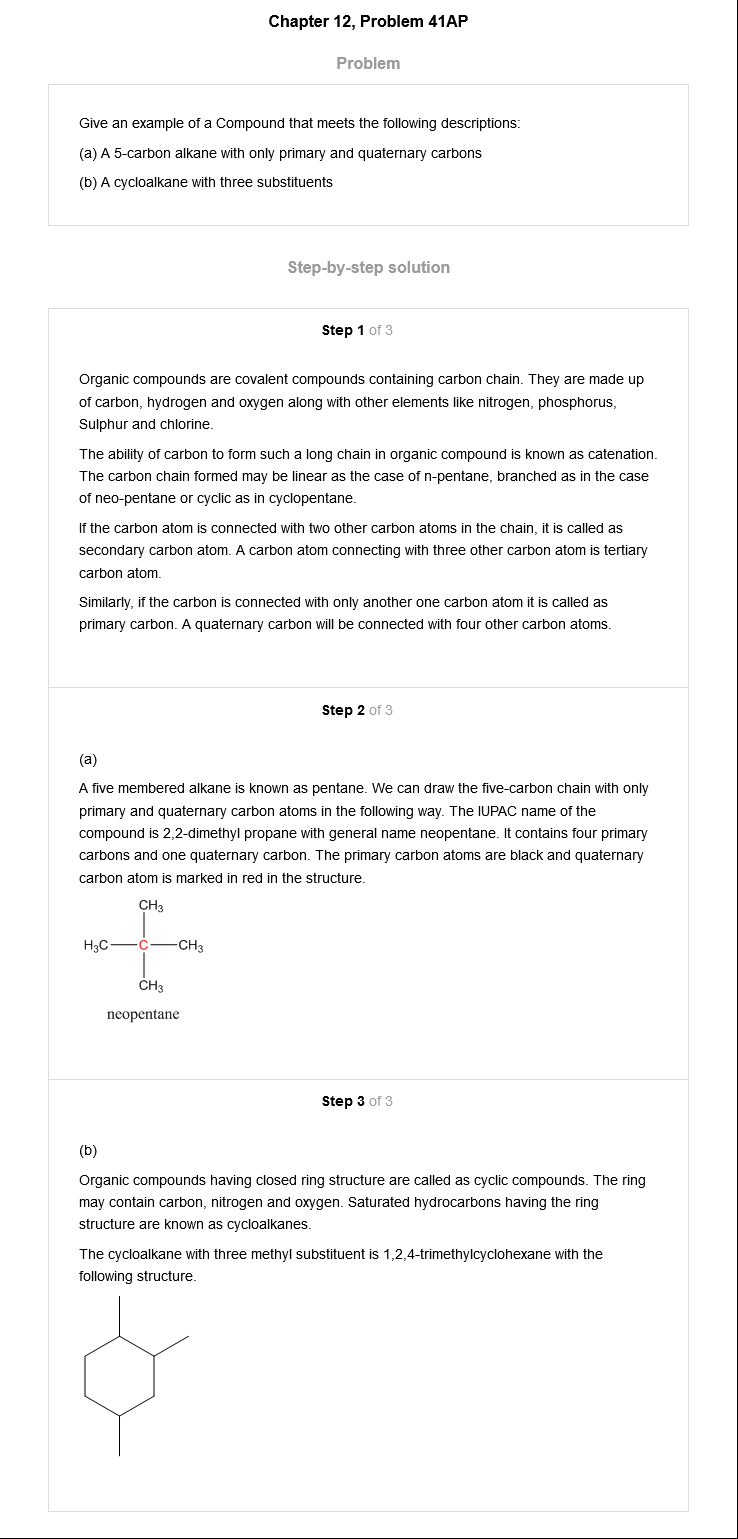 Chapter 12, Problem 41AP
Problem
Give an example of a Compound that meets the following descriptions:
(a) A 5-carbon alkane with only primary and quaternary carbons
(b) A cycloalkane with three substituents
Step-by-step solution
Step 1 of 3
Organic compounds are covalent compounds containing carbon chain. They are made up
of carbon, hydrogen and oxygen along with other elements like nitrogen, phosphorus,
Sulphur and chlorine.
The ability of carbon to form such a long chain in organic compound is known as catenation.
The carbon chain formed may be linear as the case of n-pentane, branched as in the case
of neo-pentane or cyclic as in cyclopentane.
If the carbon atom is connected with two other carbon atoms in the chain, it is called as
secondary carbon atom. A carbon atom connecting with three other carbon atom is tertiary
carbon atom.
Similarly, if the carbon is connected with only another one carbon atom it is called as
primary carbon. A quaternary carbon will be connected with four other carbon atoms.
Step 2 of 3
(a)
A five membered alkane is known as pentane. We can draw the five-carbon chain with only
primary and quaternary carbon atoms in the following way. The IUPAC name of the
compound is 2,2-dimethyl propane with general name neopentane. It contains four primary
carbons and one quaternary carbon. The primary carbon atoms are black and quaternary
carbon atom is marked in red in the structure.
CH3
H3C C CH3
CH3
neopentane
Step 3 of 3
(b)
Organic compounds having closed ring structure are called as cyclic compounds. The ring
may contain carbon, nitrogen and oxygen. Saturated hydrocarbons having the ring
structure are known as cycloalkanes.
The cycloalkane with three methyl substituent is 1,2,4-trimethylcyclohexane with the
following structure.